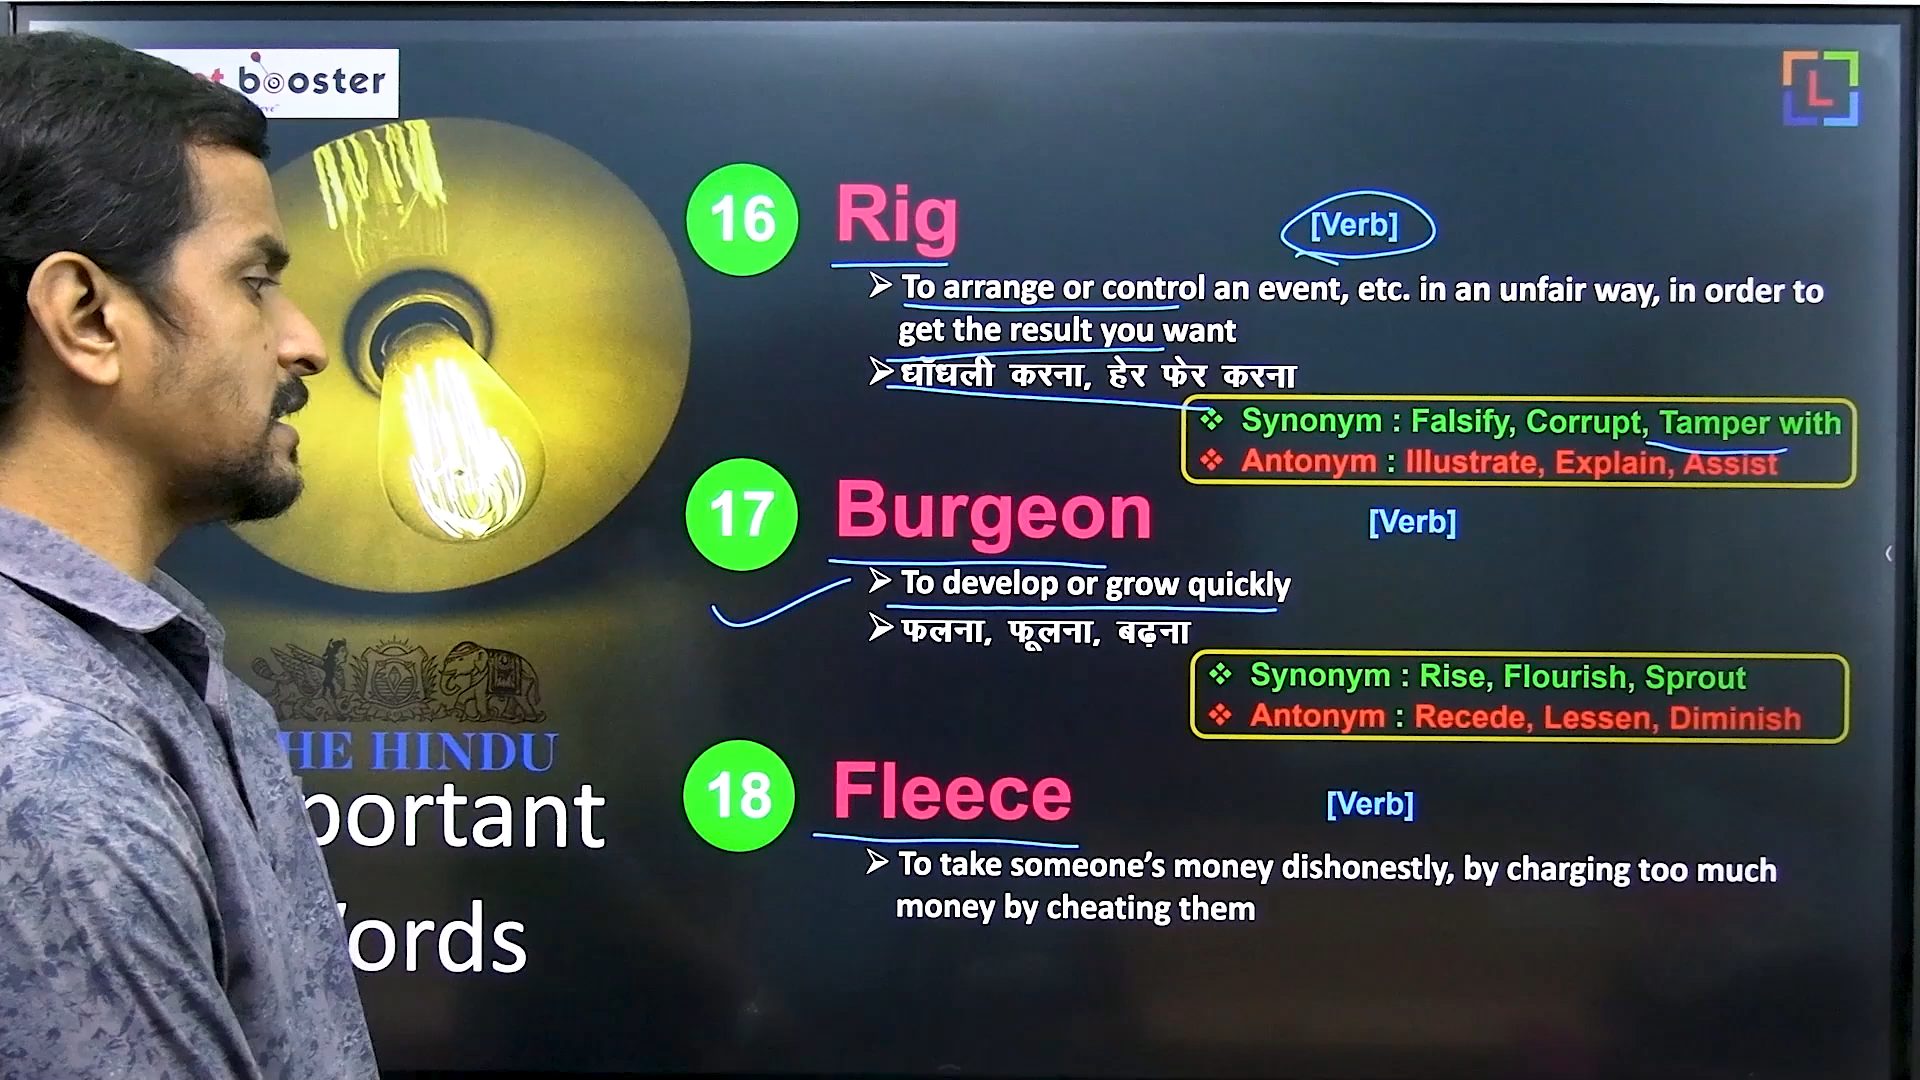 booster
L
16
Rig
[Verb]
➢ To arrange or control an event, etc. in an unfair way, in order to
get the result you want
➢ घाँधली करना, हेर फेर करना
❖ Synonym : Falsify, Corrupt, Tamper with
❖ Antonym : Illustrate, Explain, Assist
17
Burgeon
[Verb]
➢ To develop or grow quickly
➢ फलना, फूलना, बढ़ना
❖ Synonym : Rise, Flourish, Sprout
❖ Antonym : Recede, Lessen, Diminish
18
Fleece
[Verb]
➢ To take someone's money dishonestly, by charging too much
money by cheating them
HE HINDU
portant
ords